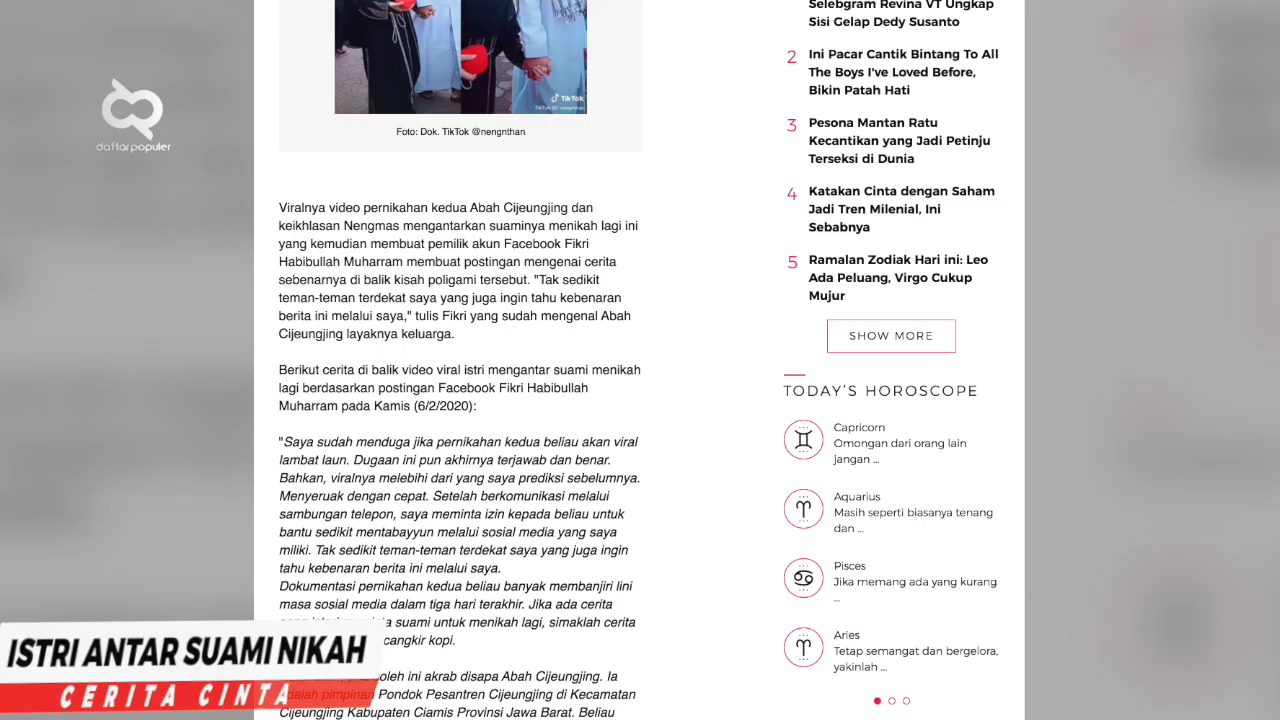 daftarpopuler
TikTok
Foto: Dok. TikTok @nengnthan
Viralnya video pernikahan kedua Abah Cijeungjing dan
keikhlasan Nengmas mengantarkan suaminya menikah lagi ini
yang kemudian membuat pemilik akun Facebook Fikri
Habibullah Muharram membuat postingan mengenai cerita
sebenarnya di balik kisah poligami tersebut. "Tak sedikit
teman-teman terdekat saya yang juga ingin tahu kebenaran
berita ini melalui saya," tulis Fikri yang sudah mengenal Abah
Cijeungjing layaknya keluarga.
Berikut cerita di balik video viral istri mengantar suami menikah
lagi berdasarkan postingan Facebook Fikri Habibullah
Muharram pada Kamis (6/2/2020):
"Saya sudah menduga jika pernikahan kedua beliau akan viral
lambat laun. Dugaan ini pun akhirnya terjawab dan benar.
Bahkan, viralnya melebihi dari yang saya prediksi sebelumnya.
Menyeruak dengan cepat. Setelah berkomunikasi melalui
sambungan telepon, saya meminta izin kepada beliau untuk
bantu sedikit mentabayyun melalui sosial media yang saya
miliki. Tak sedikit teman-teman terdekat saya yang juga ingin
tahu kebenaran berita ini melalui saya.
Dokumentasi pernikahan kedua beliau banyak membanjiri lini
masa sosial media dalam tiga hari terakhir. Jika ada cerita
suami untuk menikah lagi, simaklah cerita
cangkir kopi.
oleh ini akrab disapa Abah Cijeungjing. Ia
adalah pimpinan Pondok Pesantren Cijeungjing di Kecamatan
Cijeungjing Kabupaten Ciamis Provinsi Jawa Barat. Beliau
ISTRI ANTAR SUAMI NIKAH
CERITA CINTA
Selebgram Revina VT Ungkap
Sisi Gelap Dedy Susanto
2 Ini Pacar Cantik Bintang To All
The Boys I've Loved Before,
Bikin Patah Hati
3 Pesona Mantan Ratu
Kecantikan yang Jadi Petinju
Terseksi di Dunia
4 Katakan Cinta dengan Saham
Jadi Tren Milenial, Ini
Sebabnya
5 Ramalan Zodiak Hari ini: Leo
Ada Peluang, Virgo Cukup
Mujur
SHOW MORE
TODAY'S HOROSCOPE
Capricorn
Omongan dari orang lain
jangan ...
Aquarius
Masih seperti biasanya tenang
dan ...
Pisces
Jika memang ada yang kurang
...
Aries
Tetap semangat dan bergelora,
yakinlah ...